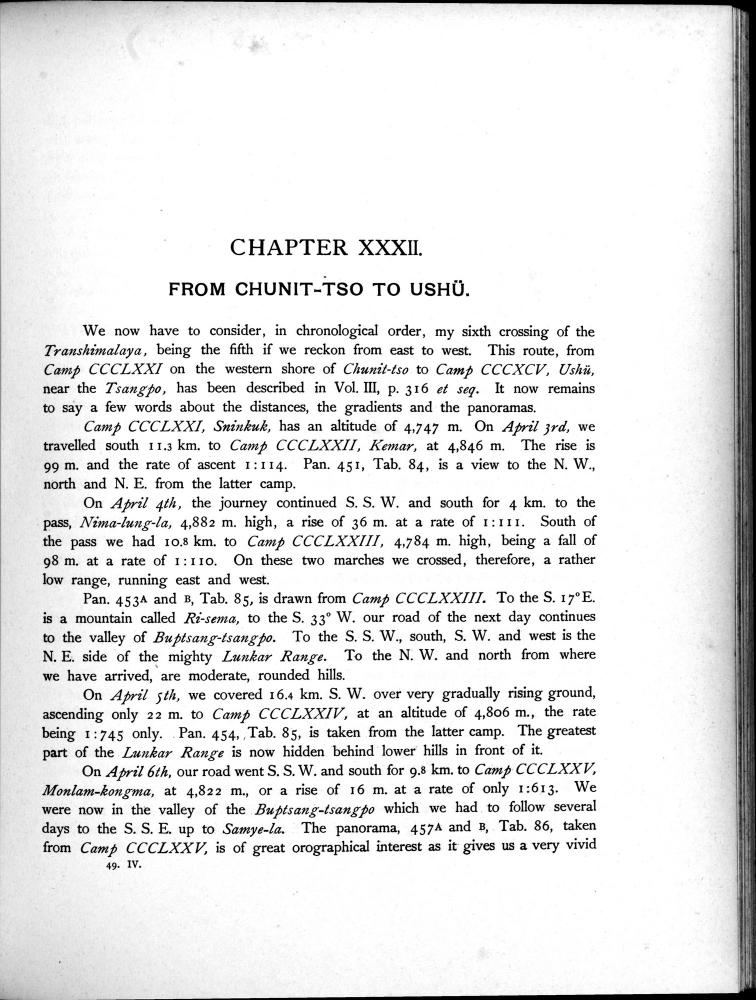 CHAPTER XXXII.
FROM CHUNIT-TSO TO USHÜ.
We now have to consider, in chronological order, my sixth crossing of the
Transhimalaya, being the fifth if we reckon from east to west. This route, from
Camp CCCLXXI on the western shore of Chunit-tso to Camp CCCXCV, Ushü,
near the Tsangpo, has been described in Vol. III, p. 316 et seq. It now remains
to say a few words about the distances, the gradients and the panoramas.
Camp CCCLXXI, Sninkuk, has an altitude of 4,747 m. On April 3rd, we
travelled south 11.3 km. to Camp CCCLXXII, Kemar, at 4,846 m. The rise is
99 m. and the rate of ascent 1:114. Pan. 451, Tab. 84, is a view to the N. W.,
north and N. E. from the latter camp.
On April 4th, the journey continued S. S. W. and south for 4 km. to the
pass, Nima-lung-la, 4,882 m. high, a rise of 36 m. at a rate of 1:111. South of
the pass we had 10.8 km. to Camp CCCLXXIII, 4,784 m. high, being a fall of
98 m. at a rate of 1:110. On these two marches we crossed, therefore, a rather
low range, running east and west.
Pan. 453A and B, Tab. 85, is drawn from Camp CCCLXXIII. To the S. 17° E.
is a mountain called Ri-sema, to the S. 33° W. our road of the next day continues
to the valley of Buptsang-tsangpo. To the S. S. W., south, S. W. and west is the
N. E. side of the mighty Lunkar Range. To the N. W. and north from where
we have arrived, are moderate, rounded hills.
On April 5th, we covered 16.4 km. S. W. over very gradually rising ground,
ascending only 22 m. to Camp CCCLXXIV, at an altitude of 4,806 m., the rate
being 1:745 only. Pan. 454, Tab. 85, is taken from the latter camp. The greatest
part of the Lunkar Range is now hidden behind lower hills in front of it.
On April 6th, our road went S. S. W. and south for 9.8 km. to Camp CCCLXXV,
Monlam-kongma, at 4,822 m., or a rise of 16 m. at a rate of only 1:613. We
were now in the valley of the Buptsang-tsangpo which we had to follow several
days to the S. S. E. up to Samye-la. The panorama, 457A and B, Tab. 86, taken
from Camp CCCLXXV, is of great orographical interest as it gives us a very vivid
49. IV.